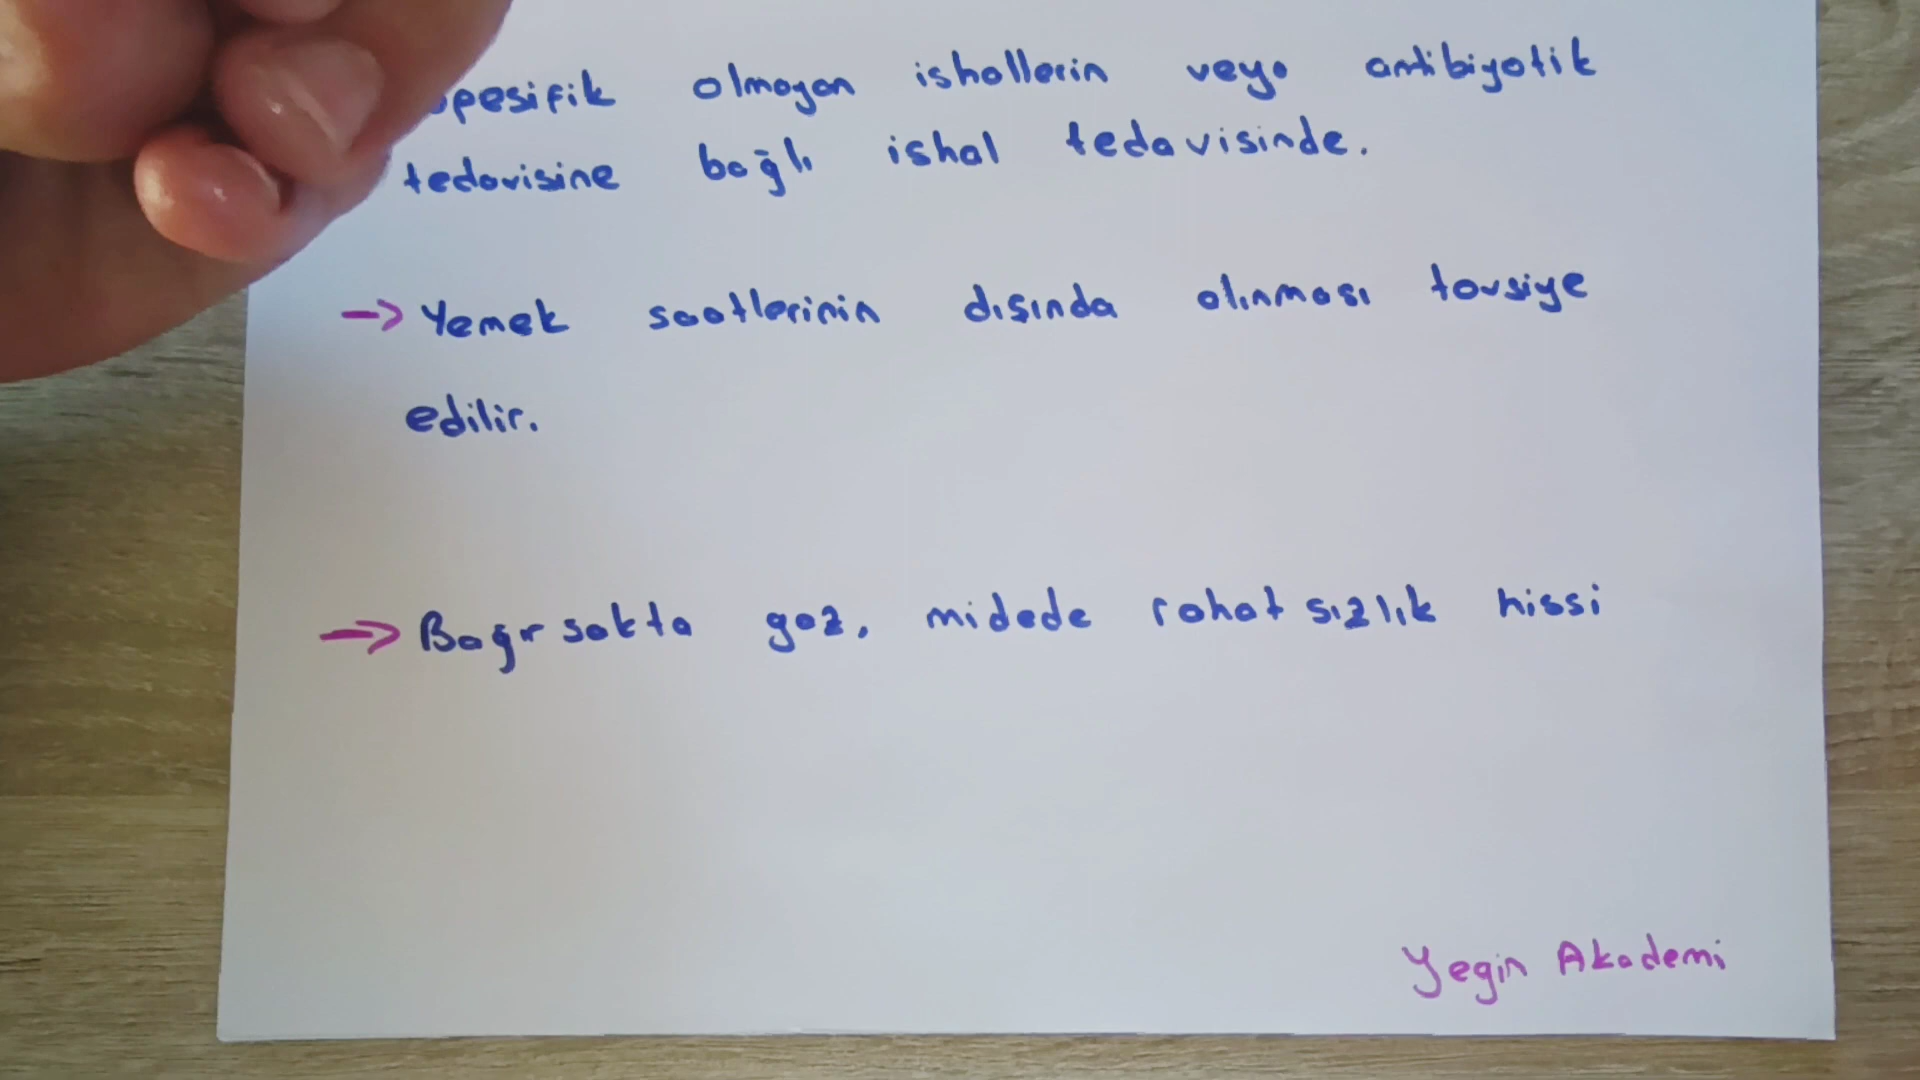 spesifik olmayan ishallerin veya antibiyotik
tedavisine bağlı ishal tedavisinde.
→ Yemek saatlerinin dışında alınması tavsiye
edilir.
→ Bağırsakta gaz, midede rahatsızlık hissi
Yegin Akademi